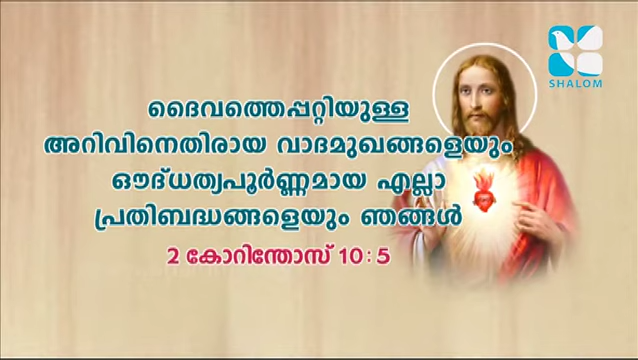 SHALOM
ദൈവത്തെപ്പറ്റിയുള്ള
അറിവിനെതിരായ വാദമുഖങ്ങളെയും
ഔദ്ധത്യപൂർണ്ണമായ എല്ലാ
പ്രതിബദ്ധങ്ങളെയും ഞങ്ങൾ
2 കോറിന്തോസ് 10:5